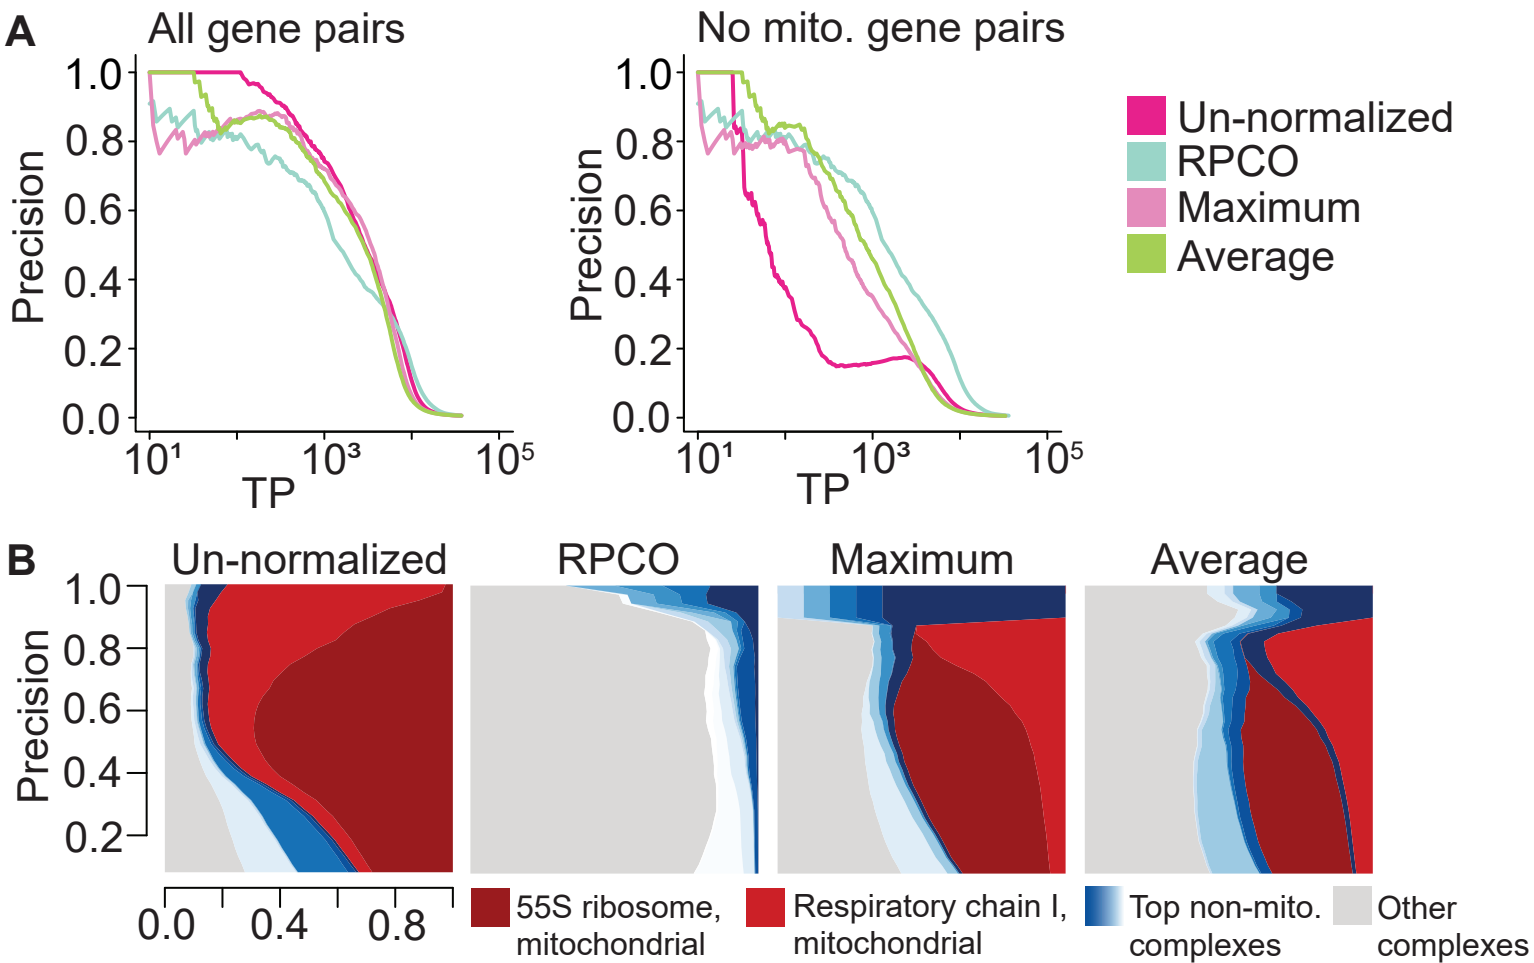 A
All gene pairs
No mito. gene pairs
Precision
1.0
0.8
0.6
0.4
0.2
0.0
10¹
10³
10⁵
TP
Precision
1.0
0.8
0.6
0.4
0.2
0.0
10¹
10³
10⁵
TP
Un-normalized
RPCO
Maximum
Average
B
Un-normalized
RPCO
Maximum
Average
Precision
1.0
0.8
0.6
0.4
0.2
0.0
0.4
0.8
55S ribosome,
mitochondrial
Respiratory chain I,
mitochondrial
Top non-mito.
complexes
Other
complexes